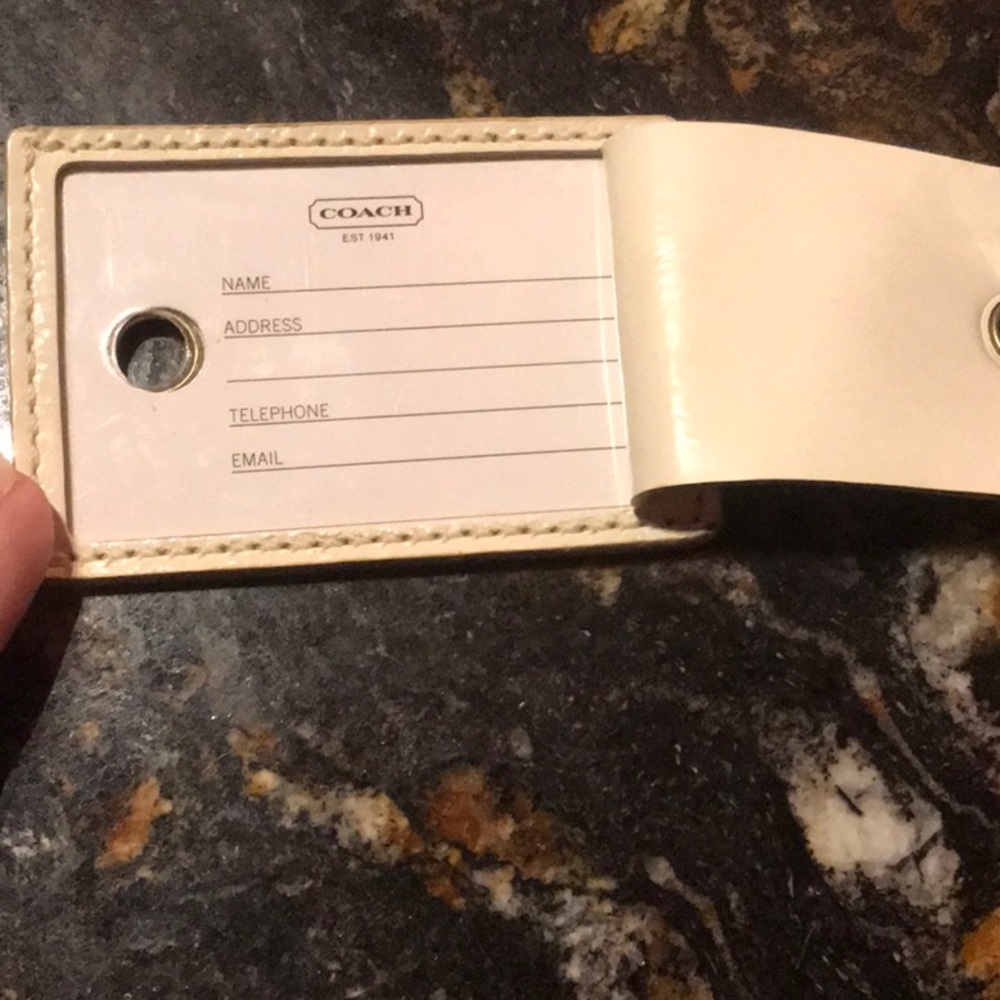 COACH
EST 1941
NAME
ADDRESS
TELEPHONE
EMAIL